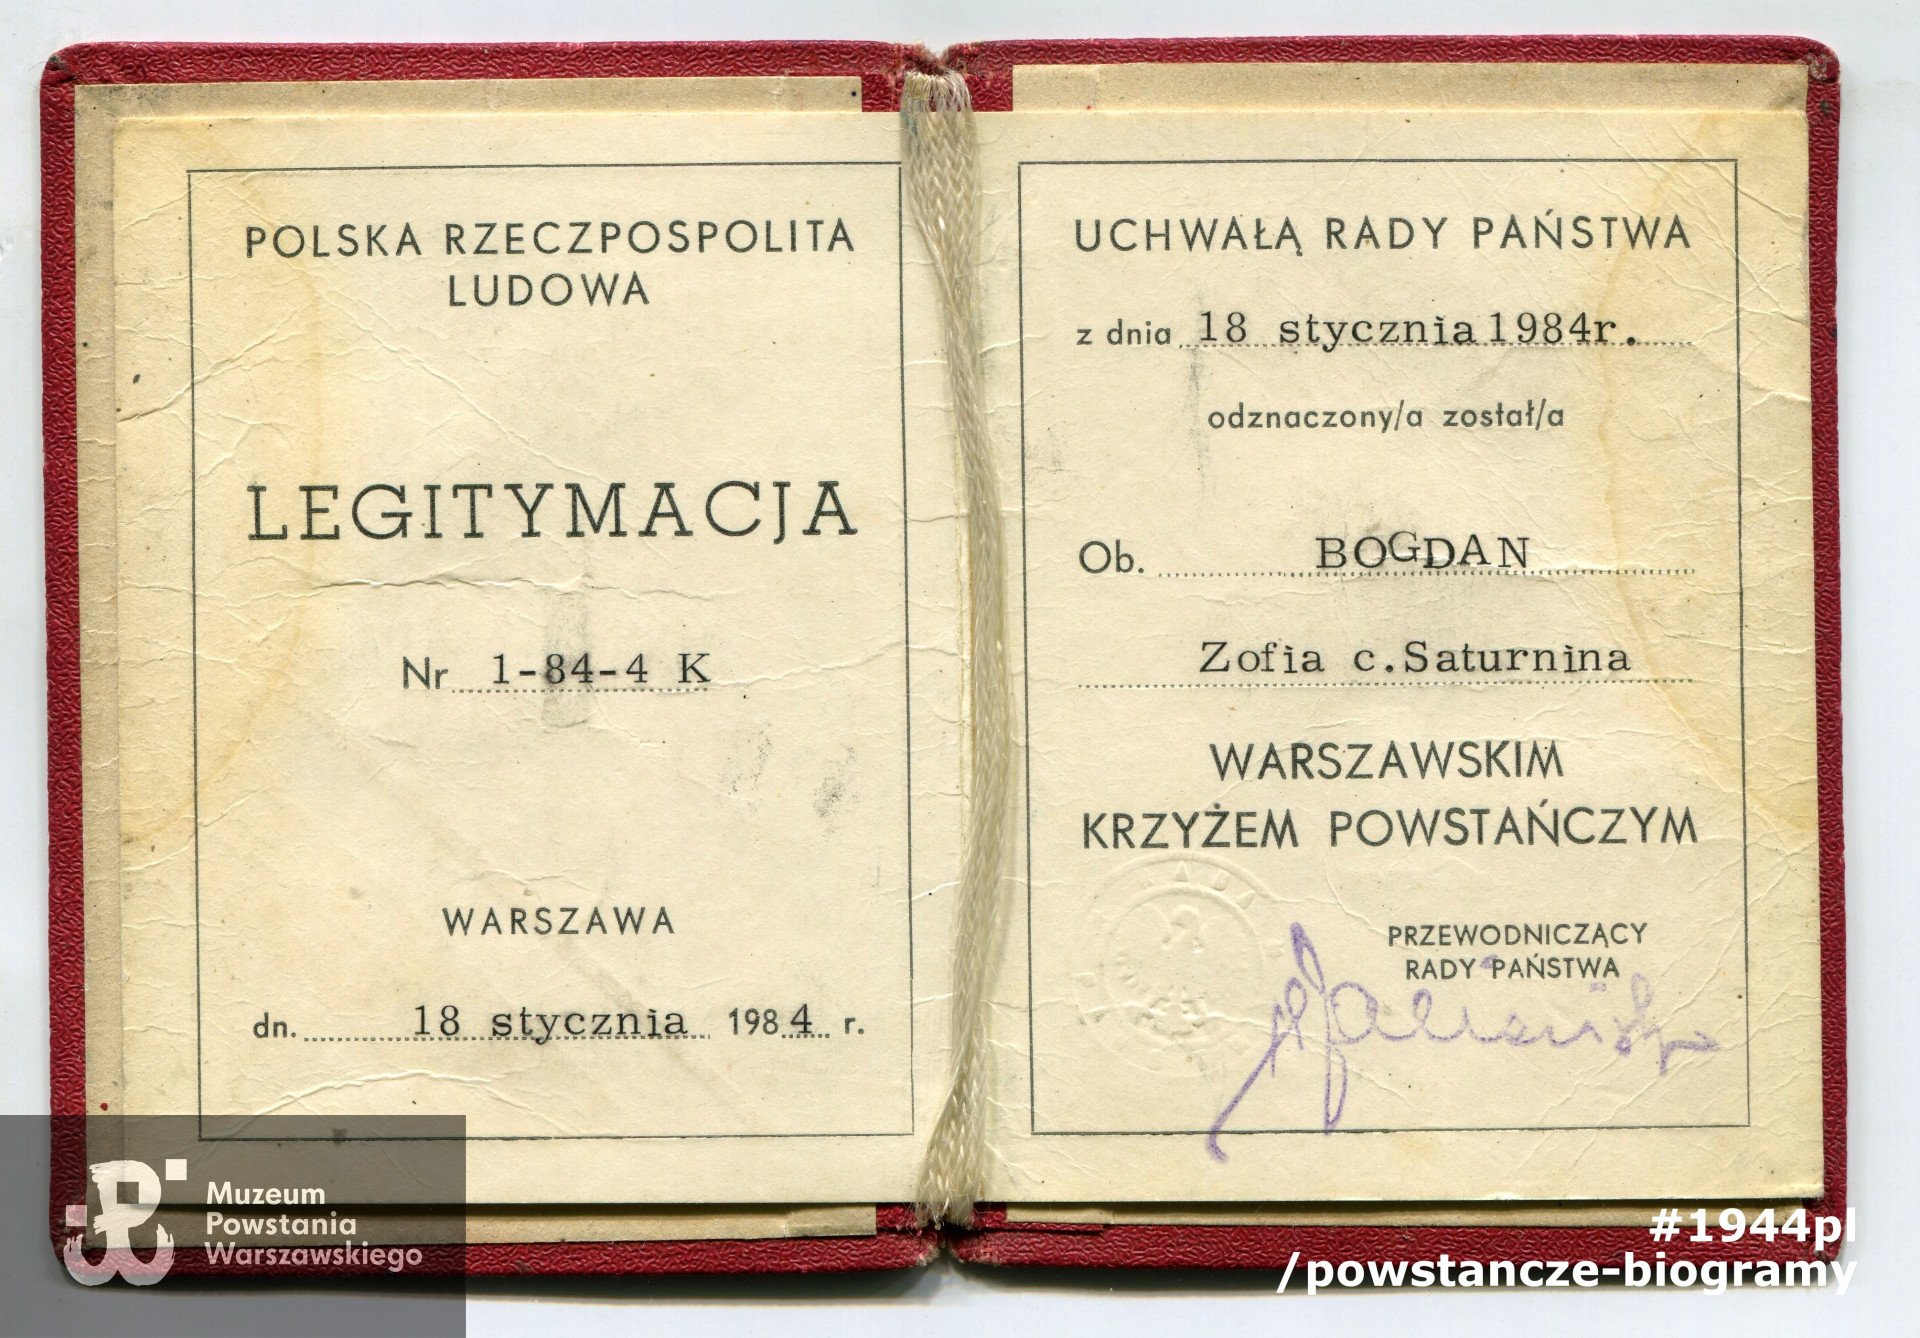 POLSKA RZECZPOSPOLITA
LUDOWA
LEGITYMACJA
Nr 1-84-4 K
WARSZAWA
dn. 18 stycznia 1984 r.
UCHWAŁĄ RADY PAŃSTWA
z dnia 18 stycznia 1984r.
odznaczony/a został/a
Ob. BOGDAN
Zofia c.Saturnina
WARSZAWSKIM
KRZYŻEM POWSTAŃCZYM
PRZEWODNICZĄCY
RADY PAŃSTWA
RADA
Muzeum
Powstania
Warszawskiego
#1944pl
/powstancze-biogramy